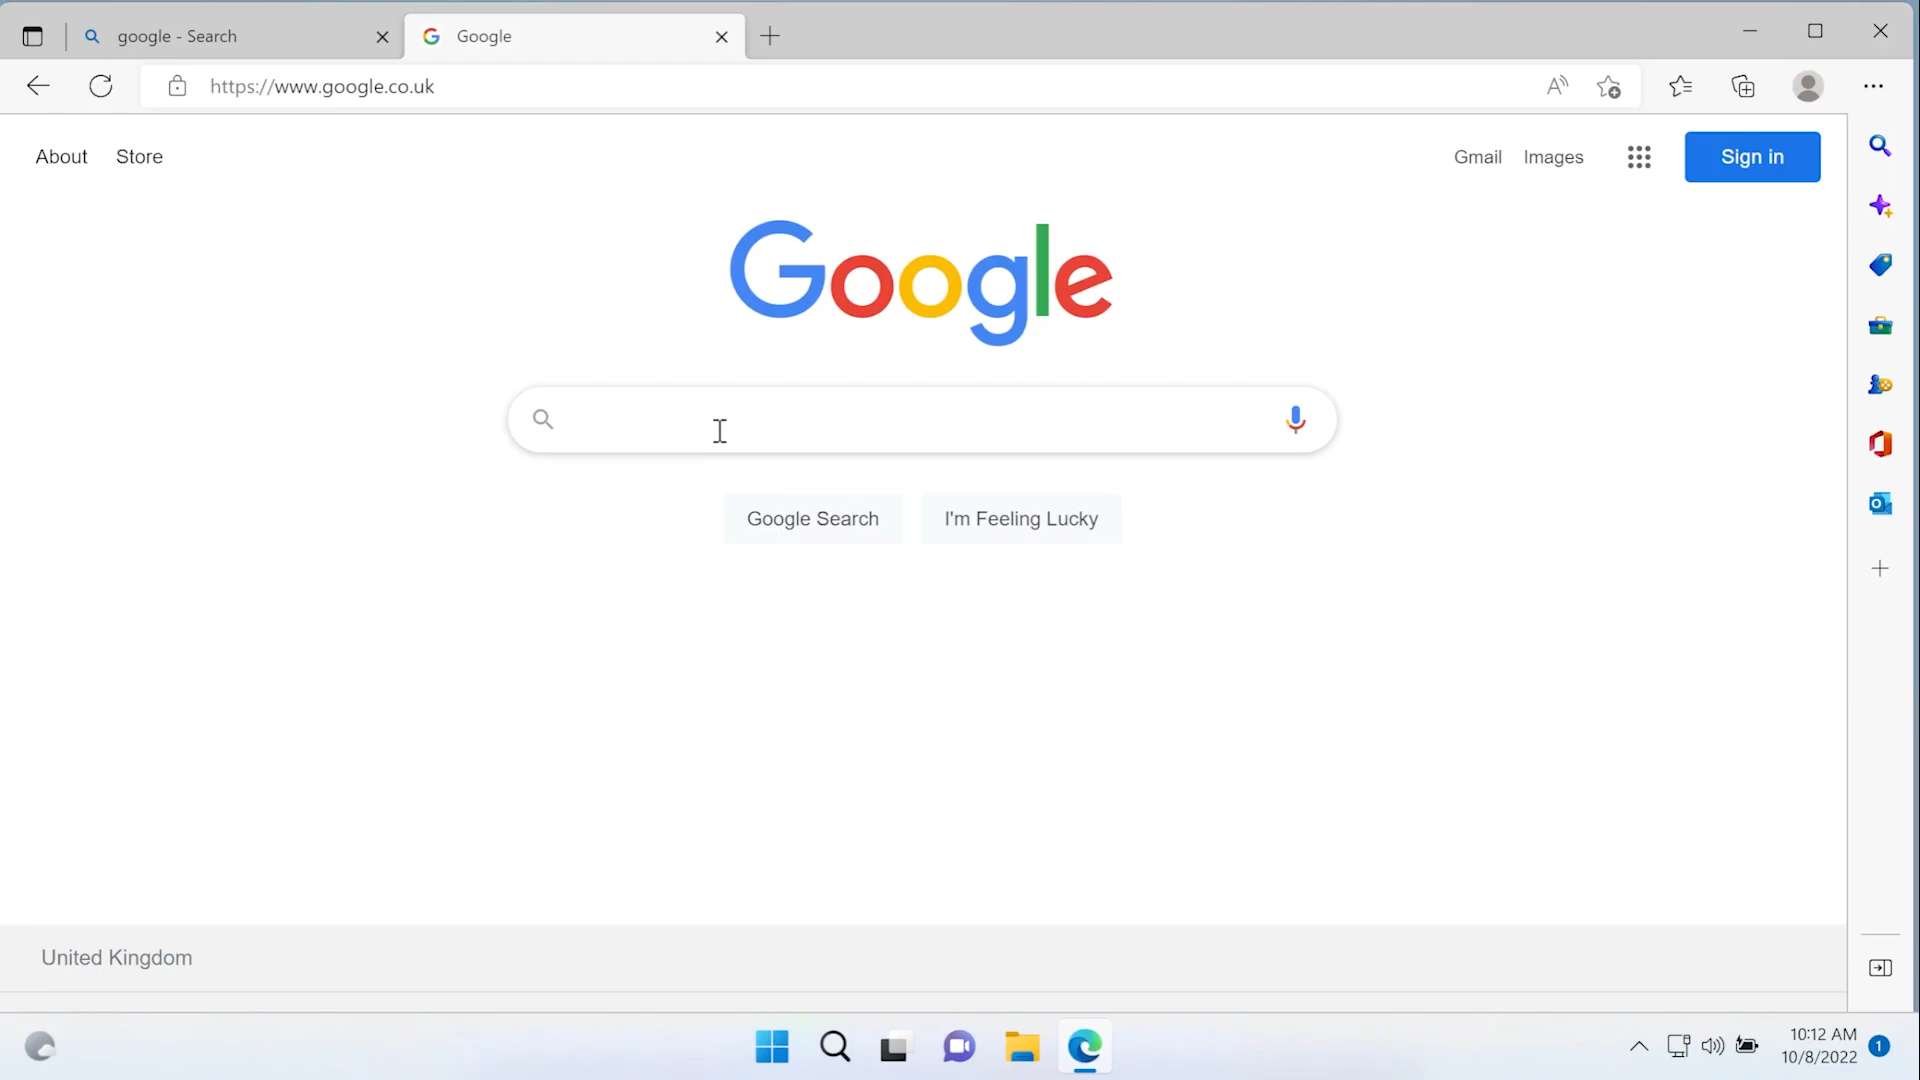 google - Search
Google
https://www.google.co.uk
About Store
Gmail Images Sign in
Google
Google Search I'm Feeling Lucky
United Kingdom
10:12 AM
10/8/2022
1